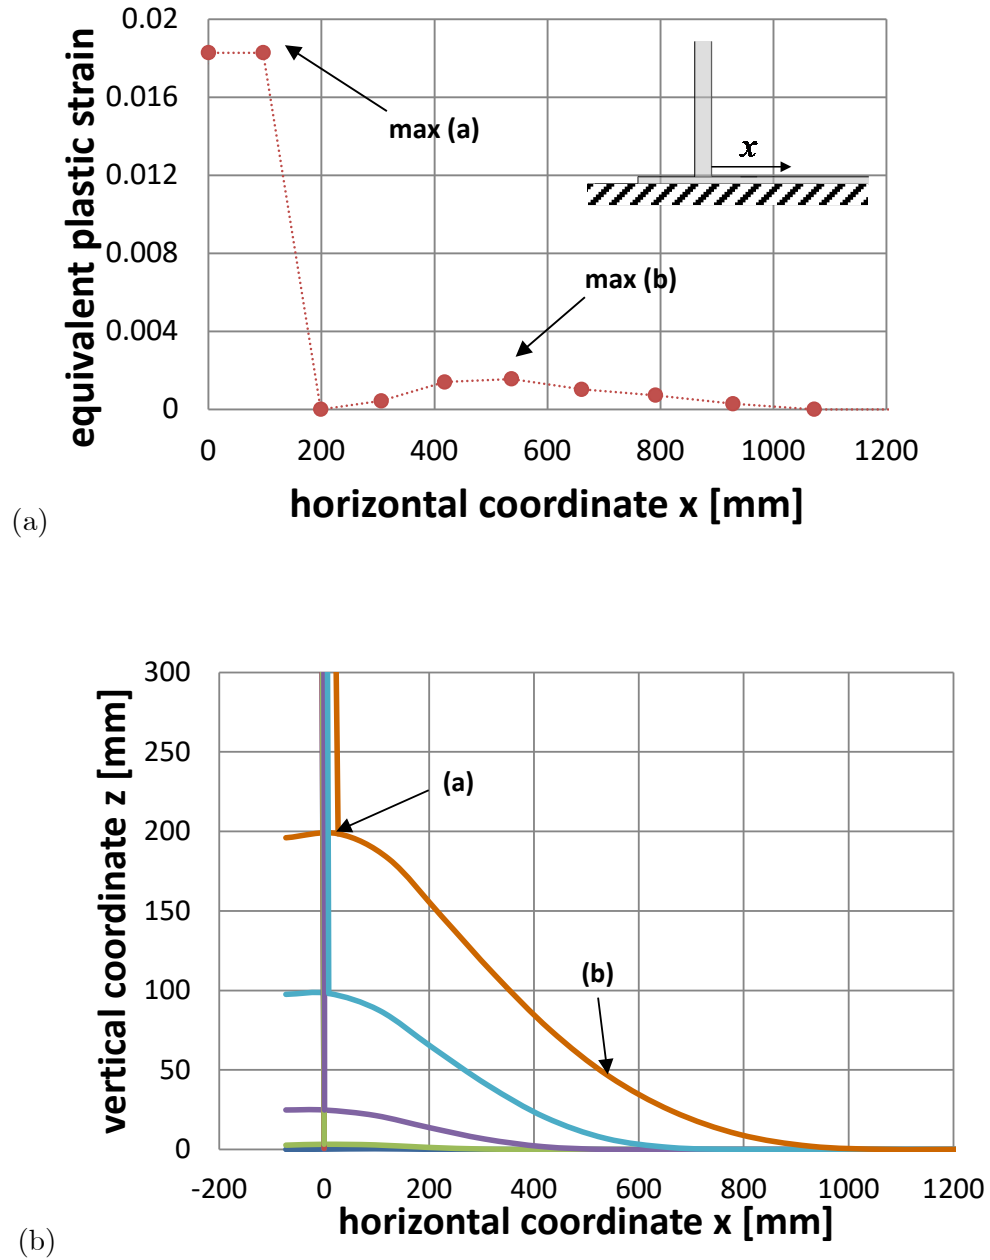 0.02
0.016
0.012
0.008
0.004
0
equivalent plastic strain
max (a)
max (b)
x
0 200 400 600 800 1000 1200
horizontal coordinate x [mm]
(a)
300
250
200
150
100
50
0
vertical coordinate z [mm]
(a)
(b)
-200 0 200 400 600 800 1000 1200
horizontal coordinate x [mm]
(b)